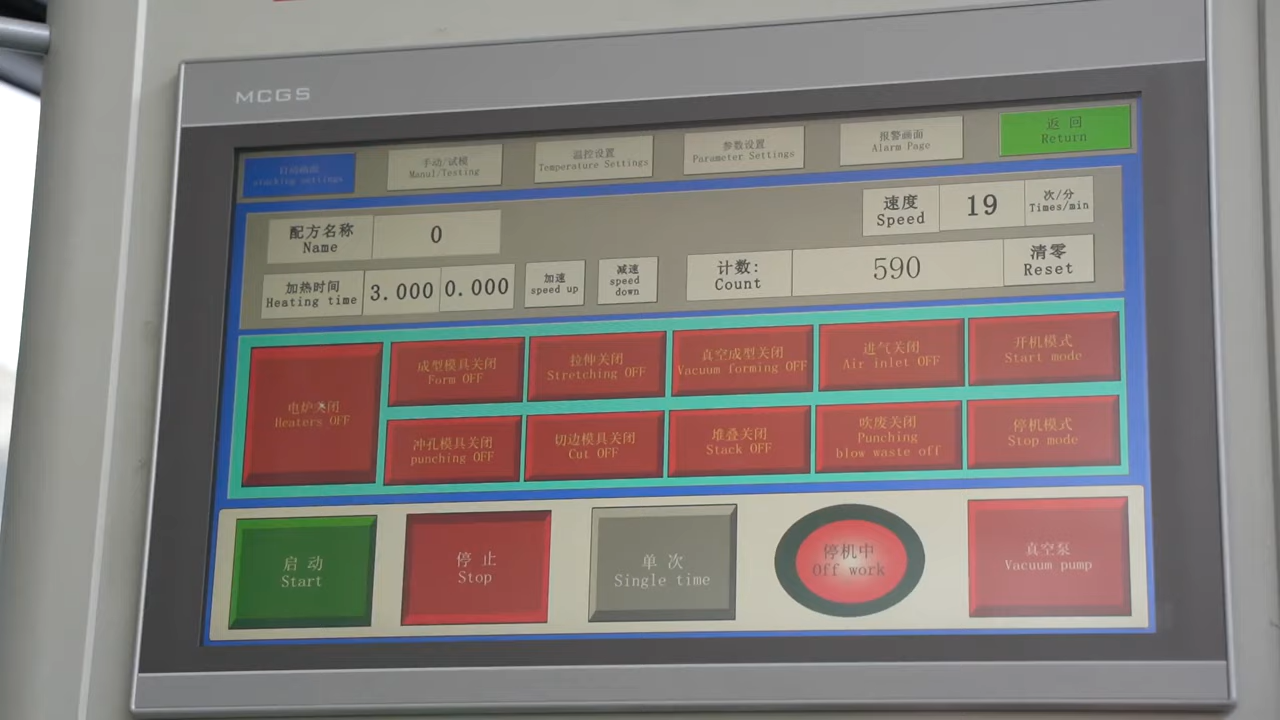 MCGS
自动画面
stacking settings
手动/试模
Manul/Testing
温控设置
Temperature Settings
参数设置
Parameter Settings
报警画面
Alarm Page
返 回
Return
配方名称
Name
0
速度
Speed
19
次/分
Times/min
加热时间
Heating time
3.000
0.000
加速
speed up
减速
speed
down
计数:
Count
590
清零
Reset
电炉关闭
Heaters OFF
成型模具关闭
Form OFF
拉伸关闭
Stretching OFF
真空成型关闭
Vacuum forming OFF
进气关闭
Air inlet OFF
开机模式
Start mode
冲孔模具关闭
punching OFF
切边模具关闭
Cut OFF
堆叠关闭
Stack OFF
吹废关闭
Punching
blow waste off
停机模式
Stop mode
启 动
Start
停 止
Stop
单 次
Single time
停机中
Off work
真空泵
Vacuum pump